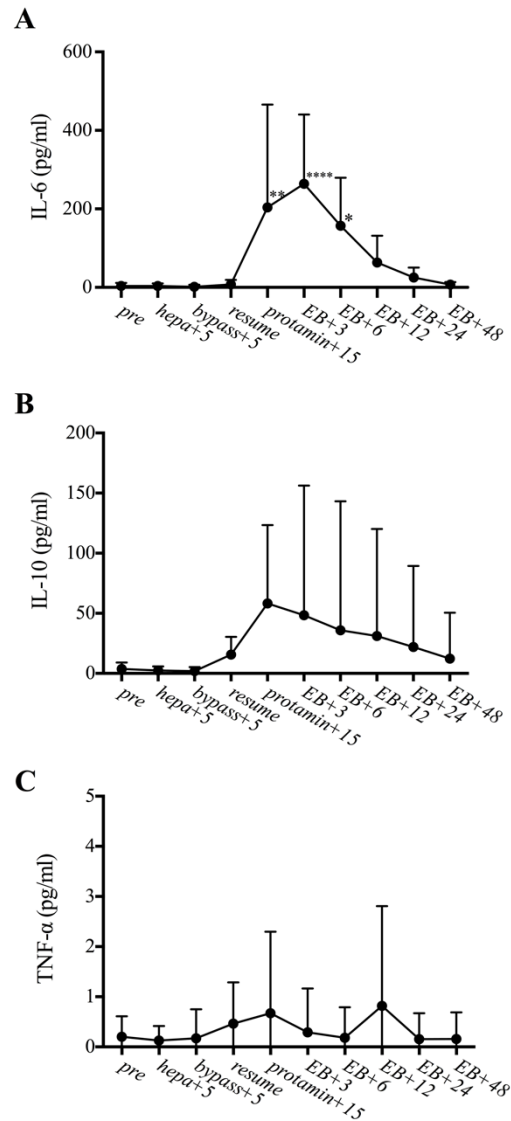 A
IL-6 (pg/ml)
600
400
200
0
**
****
*
pre
hepa+5
bypass+5
resume
protamin+15
EB+3
EB+6
EB+12
EB+24
EB+48
B
IL-10 (pg/ml)
200
150
100
50
0
pre
hepa+5
bypass+5
resume
protamin+15
EB+3
EB+6
EB+12
EB+24
EB+48
C
TNF-α (pg/ml)
5
4
3
2
1
0
pre
hepa+5
bypass+5
resume
protamin+15
EB+3
EB+6
EB+12
EB+24
EB+48